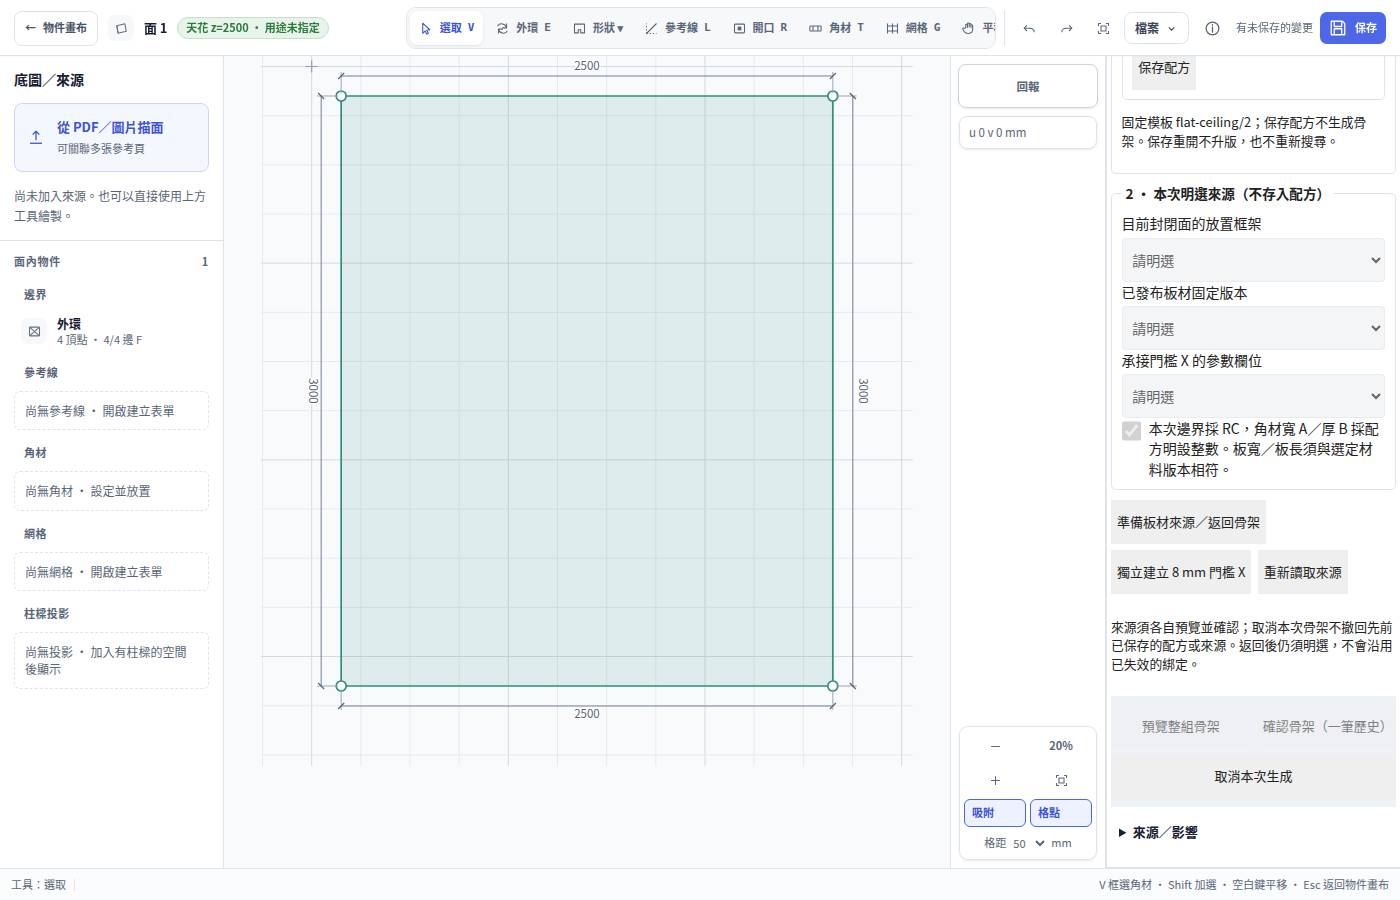 ← 物件畫布
面 1
天花 z=2500 · 用途未指定
選取 V
外環 E
形狀▾
參考線 L
開口 R
角材 T
網格 G
檔案
有未保存的變更
保存
底圖／來源
從 PDF／圖片描面
可關聯多張參考頁
尚未加入來源。也可以直接使用上方
工具繪製。
面內物件 1
邊界
外環
4 頂點 · 4/4 邊 F
參考線
尚無參考線 · 開啟建立表單
角材
尚無角材 · 設定並放置
網格
尚無網格 · 開啟建立表單
柱樑投影
尚無投影 · 加入有柱樑的空間
後顯示
2500
3000
3000
2500
回報
u 0 v 0 mm
20%
吸附
格點
格距 50 mm
保存配方
固定模板 flat-ceiling/2；保存配方不生成骨
架。保存重開不升版，也不重新搜尋。
2 · 本次明選來源（不存入配方）
目前封閉面的放置框架
請明選
已發布板材固定版本
請明選
承接門檻 X 的參數欄位
請明選
本次邊界採 RC，角材寬 A／厚 B 採配
方明設整數。板寬／板長須與選定材
料版本相符。
準備板材來源／返回骨架
獨立建立 8 mm 門檻 X
重新讀取來源
來源須各自預覽並確認；取消本次骨架不撤回先前
已保存的配方或來源。返回後仍須明選，不會沿用
已失效的綁定。
預覽整組骨架
確認骨架（一筆歷史）
取消本次生成
▶ 來源／影響
工具：選取
V 框選角材 · Shift 加選 · 空白鍵平移 · Esc 返回物件畫布